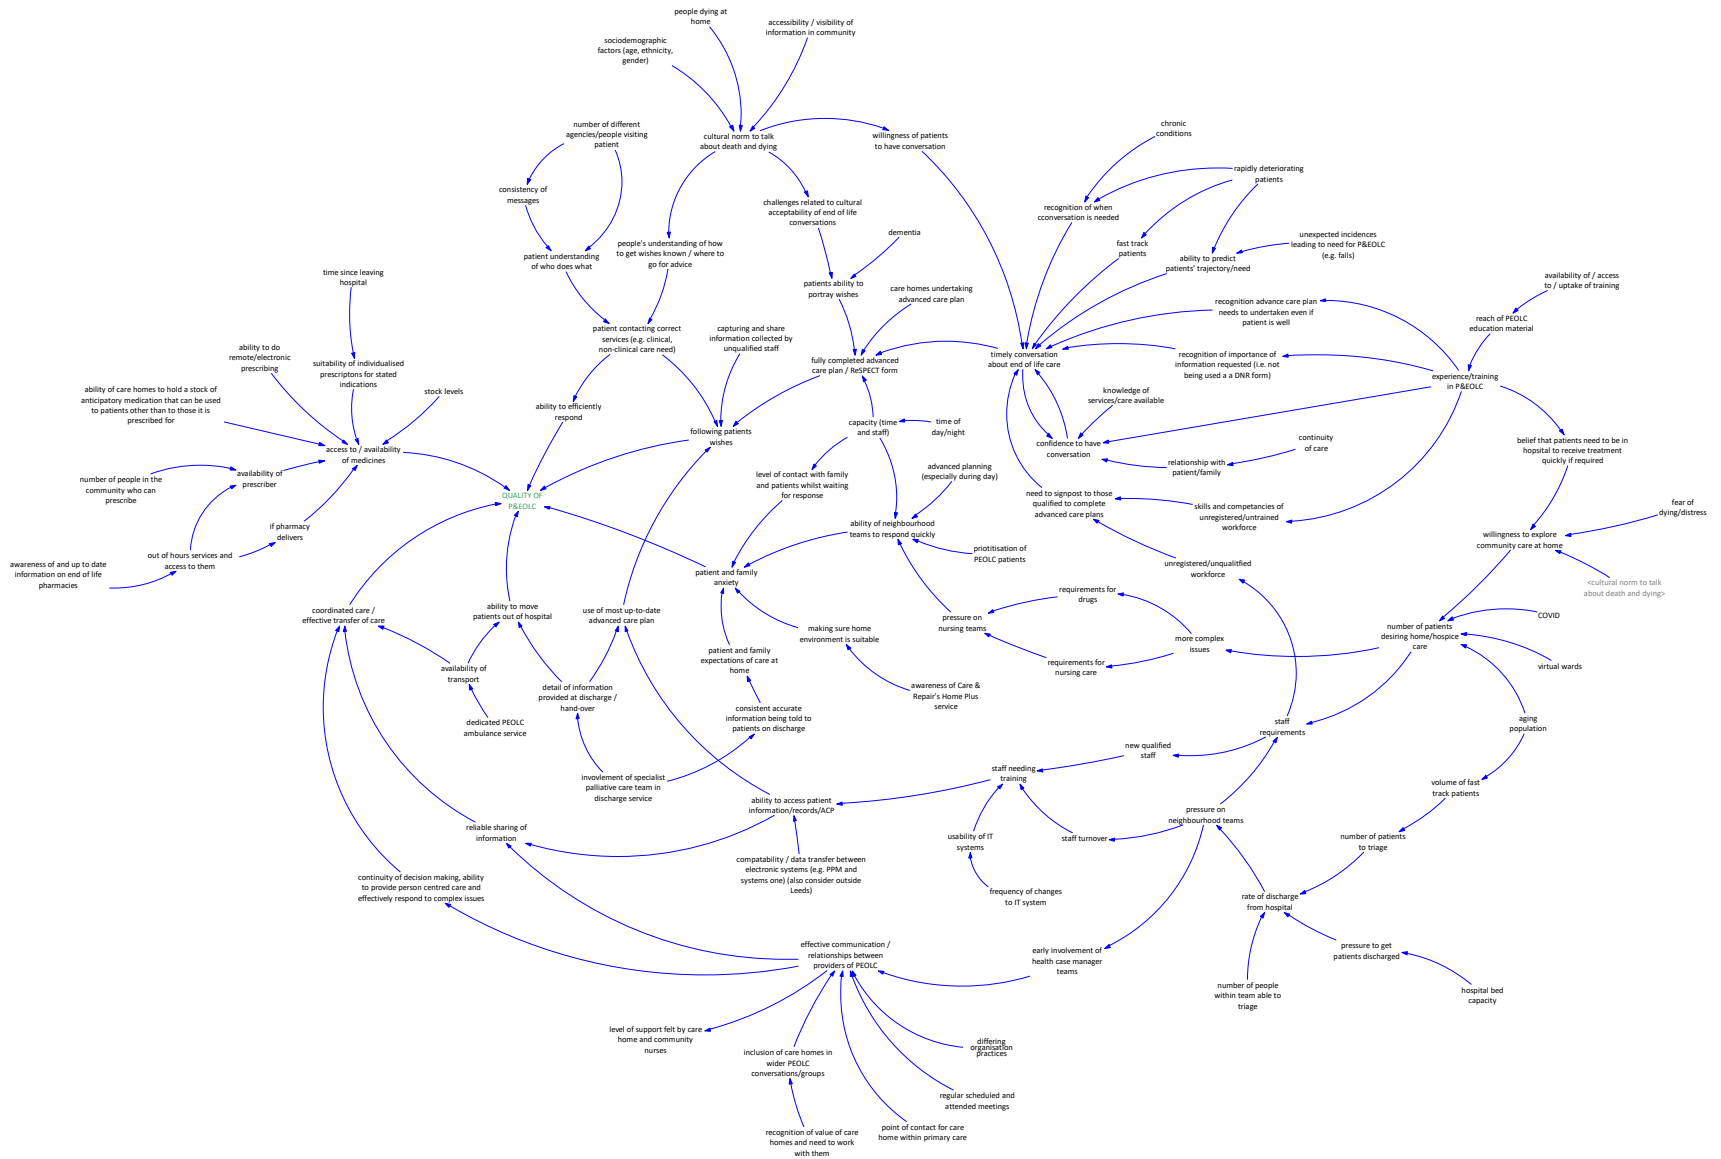 people dying at
home
accessibility / visibility of
information in community
sociodemographic
factors (age, ethnicity,
gender)
number of different
agencies/people visiting
patient
cultural norm to talk
about death and dying
willingness of patients
to have conversation
chronic
conditions
rapidly deteriorating
patients
consistency of
messages
challenges related to cultural
acceptability of end of life
conversations
recognition of when
cconversation is needed
dementia
people's understanding of how
to get wishes known / where to
go for advice
patient understanding
of who does what
fast track
patients
ability to predict
patients' trajectory/need
unexpected incidences
leading to need for P&EOLC
(e.g. falls)
time since leaving
hospital
patients ability to
portray wishes
care homes undertaking
advanced care plan
recognition advance care plan
needs to undertaken even if
patient is well
availability of / access
to / uptake of training
reach of PEOLC
education material
patient contacting correct
services (e.g. clinical,
non-clinical care need)
capturing and share
information collected by
unqualified staff
ability to do
remote/electronic
prescribing
suitability of individualised
prescriptons for stated
indications
fully completed advanced
care plan / ReSPECT form
timely conversation
about end of life care
recognition of importance of
information requested (i.e. not
being used a a DNR form)
experience/training
in P&EOLC
ability of care homes to hold a stock of
anticipatory medication that can be used
to patients other than to those it is
prescribed for
stock levels
knowledge of
services/care available
ability to efficiently
respond
following patients
wishes
capacity (time
and staff)
time of
day/night
confidence to have
conversation
continuity
of care
belief that patients need to be in
hopsital to receive treatment
quickly if required
access to / availability
of medicines
relationship with
patient/family
number of people in the
community who can
prescribe
availability of
prescriber
level of contact with family
and patients whilst waiting
for response
advanced planning
(especially during day)
QUALITY OF
P&EOLC
need to signpost to those
qualified to complete
advanced care plans
skills and competancies of
unregistered/untrained
workforce
fear of
dying/distress
if pharmacy
delivers
ability of neighbourhood
teams to respond quickly
willingness to explore
community care at home
out of hours services and
access to them
priotitisation of
PEOLC patients
awareness of and up to date
information on end of life
pharmacies
patient and family
anxiety
unregistered/unqualtified
workforce
<cultural norm to talk
about death and dying>
requirements for
drugs
coordinated care /
effective transfer of care
ability to move
patients out of hospital
use of most up-to-date
advanced care plan
pressure on
nursing teams
COVID
making sure home
environment is suitable
number of patients
desiring home/hospice
care
more complex
issues
patient and family
expectations of care at
home
requirements for
nursing care
virtual wards
availability of
transport
detail of information
provided at discharge /
hand-over
awareness of Care &
Repair's Home Plus
service
dedicated PEOLC
ambulance service
consistent accurate
information being told to
patients on discharge
staff
requirements
aging
population
new qualified
staff
staff needing
training
invovlement of specialist
palliative care team in
discharge service
volume of fast
track patients
ability to access patient
information/records/ACP
pressure on
neighbourhood teams
reliable sharing of
information
usability of IT
systems
staff turnover
number of patients
to triage
compatability / data transfer between
electronic systems (e.g. PPM and
systems one) (also consider outside
Leeds)
continuity of decision making, ability
to provide person centred care and
effectively respond to complex issues
frequency of changes
to IT system
rate of discharge
from hospital
effective communication /
relationships between
providers of PEOLC
early involvement of
health case manager
teams
pressure to get
patients discharged
number of people
within team able to
triage
hospital bed
capacity
level of support felt by care
home and community
nurses
differing
organisation
practices
inclusion of care homes in
wider PEOLC
conversations/groups
regular scheduled and
attended meetings
point of contact for care
home within primary care
recognition of value of care
homes and need to work
with them